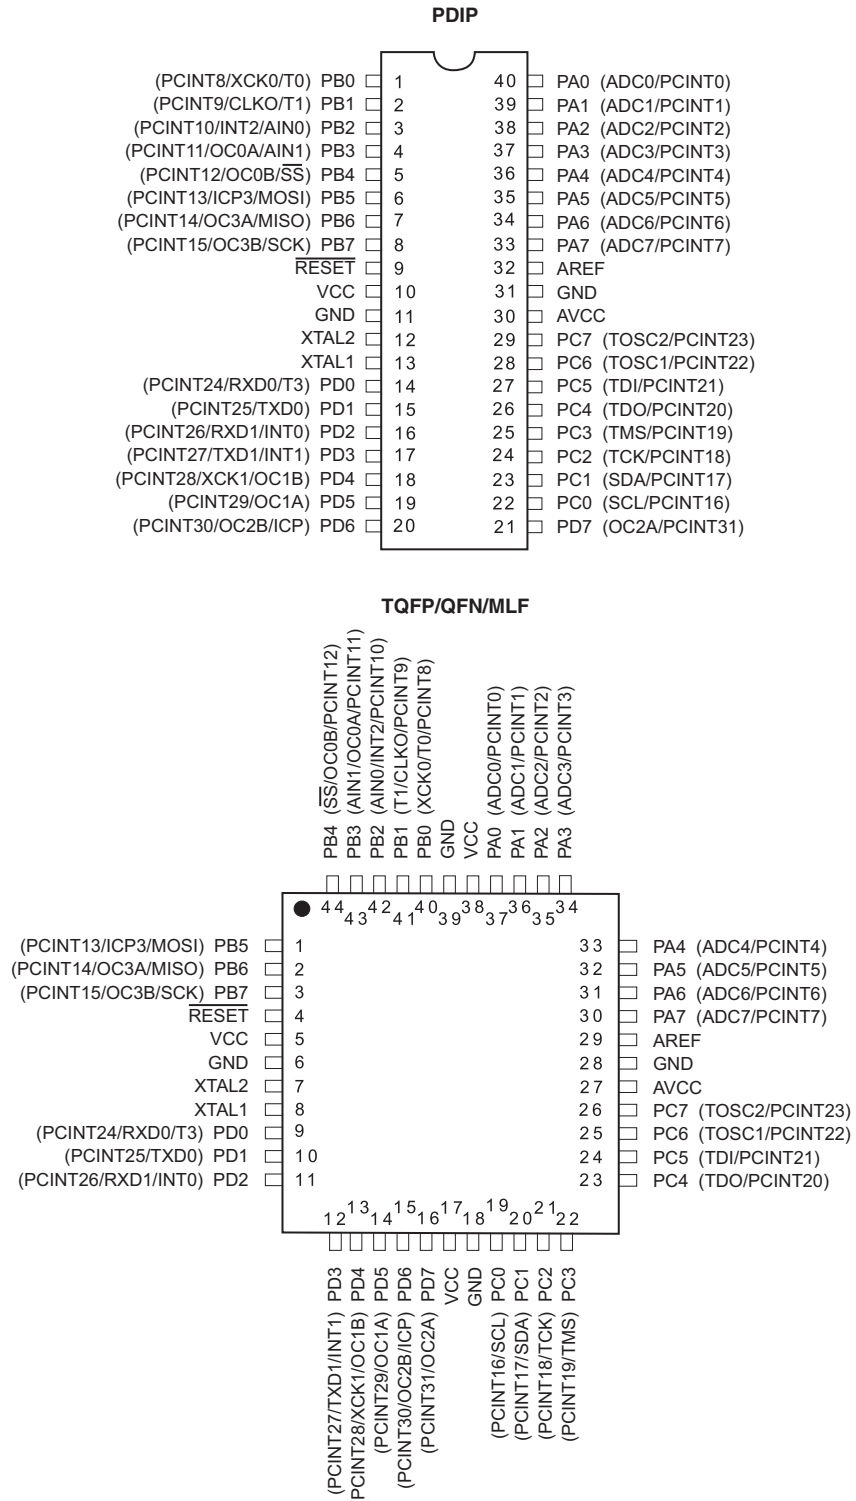 PDIP
(PCINT8/XCK0/T0) PB0 1 40 PA0 (ADC0/PCINT0)
(PCINT9/CLKO/T1) PB1 2 39 PA1 (ADC1/PCINT1)
(PCINT10/INT2/AIN0) PB2 3 38 PA2 (ADC2/PCINT2)
(PCINT11/OC0A/AIN1) PB3 4 37 PA3 (ADC3/PCINT3)
(PCINT12/OC0B/SS) PB4 5 36 PA4 (ADC4/PCINT4)
(PCINT13/ICP3/MOSI) PB5 6 35 PA5 (ADC5/PCINT5)
(PCINT14/OC3A/MISO) PB6 7 34 PA6 (ADC6/PCINT6)
(PCINT15/OC3B/SCK) PB7 8 33 PA7 (ADC7/PCINT7)
RESET 9 32 AREF
VCC 10 31 GND
GND 11 30 AVCC
XTAL2 12 29 PC7 (TOSC2/PCINT23)
XTAL1 13 28 PC6 (TOSC1/PCINT22)
(PCINT24/RXD0/T3) PD0 14 27 PC5 (TDI/PCINT21)
(PCINT25/TXD0) PD1 15 26 PC4 (TDO/PCINT20)
(PCINT26/RXD1/INT0) PD2 16 25 PC3 (TMS/PCINT19)
(PCINT27/TXD1/INT1) PD3 17 24 PC2 (TCK/PCINT18)
(PCINT28/XCK1/OC1B) PD4 18 23 PC1 (SDA/PCINT17)
(PCINT29/OC1A) PD5 19 22 PC0 (SCL/PCINT16)
(PCINT30/OC2B/ICP) PD6 20 21 PD7 (OC2A/PCINT31)
TQFP/QFN/MLF
PB4 (SS/OC0B/PCINT12)
PB3 (AIN1/OC0A/PCINT11)
PB2 (AIN0/INT2/PCINT10)
PB1 (T1/CLKO/PCINT9)
PB0 (XCK0/T0/PCINT8)
GND
VCC
PA0 (ADC0/PCINT0)
PA1 (ADC1/PCINT1)
PA2 (ADC2/PCINT2)
PA3 (ADC3/PCINT3)
44 43 42 41 40 39 38 37 36 35 34
(PCINT13/ICP3/MOSI) PB5 1 33 PA4 (ADC4/PCINT4)
(PCINT14/OC3A/MISO) PB6 2 32 PA5 (ADC5/PCINT5)
(PCINT15/OC3B/SCK) PB7 3 31 PA6 (ADC6/PCINT6)
RESET 4 30 PA7 (ADC7/PCINT7)
VCC 5 29 AREF
GND 6 28 GND
XTAL2 7 27 AVCC
XTAL1 8 26 PC7 (TOSC2/PCINT23)
(PCINT24/RXD0/T3) PD0 9 25 PC6 (TOSC1/PCINT22)
(PCINT25/TXD0) PD1 10 24 PC5 (TDI/PCINT21)
(PCINT26/RXD1/INT0) PD2 11 23 PC4 (TDO/PCINT20)
12 13 14 15 16 17 18 19 20 21 22
(PCINT27/TXD1/INT1) PD3
PCINT28/XCK1/OC1B) PD4
(PCINT29/OC1A) PD5
(PCINT30/OC2B/ICP) PD6
(PCINT31/OC2A) PD7
VCC
GND
(PCINT16/SCL) PC0
(PCINT17/SDA) PC1
(PCINT18/TCK) PC2
(PCINT19/TMS) PC3